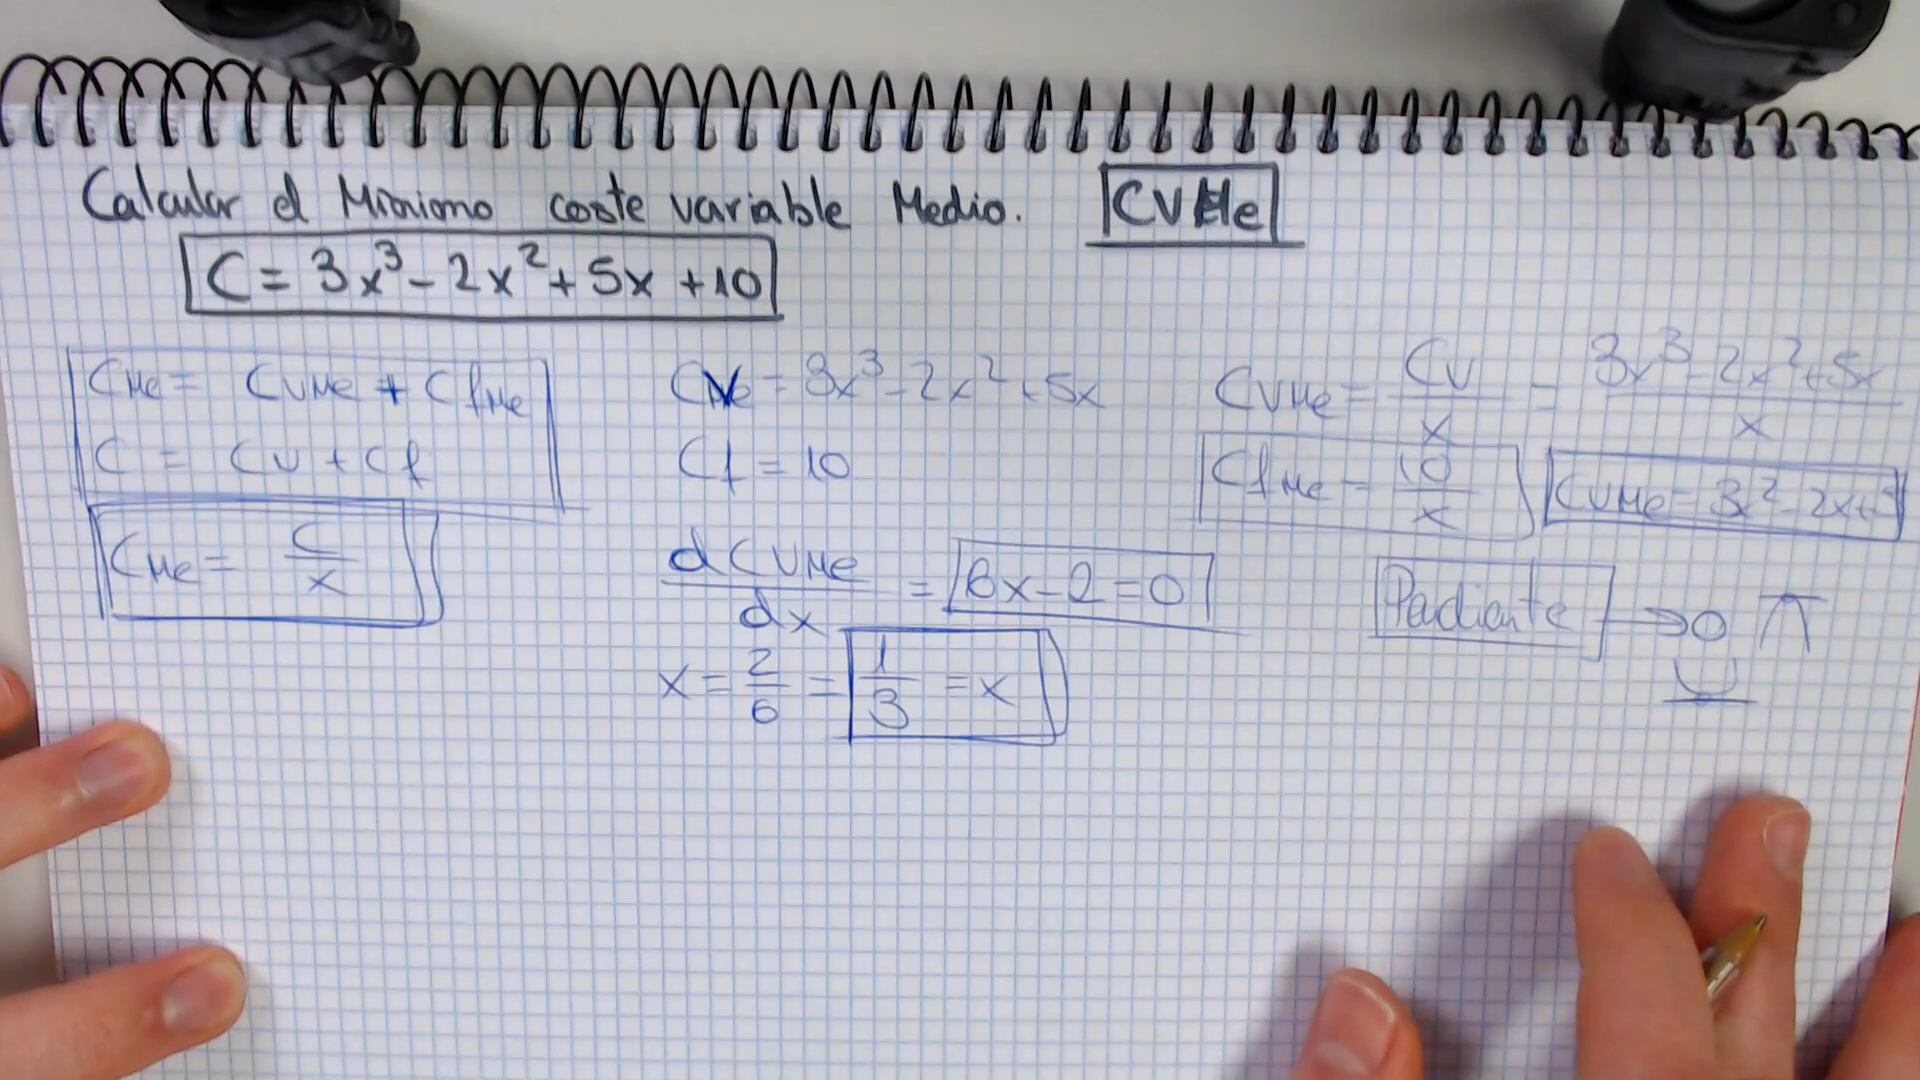 Calcular el Mínimo coste variable Medio. CVMe
C = 3x³ - 2x² + 5x + 10
CMe = CVMe + CfMe
C = CV + Cf
CMe = C/x
CV = 3x³ - 2x² + 5x
Cf = 10
CVMe = CV/x = 3x³ - 2x² + 5x/x
CfMe = 10/x
CVMe = 3x² - 2x + 5
dCVMe/dx = 6x - 2 = 0
x = 2/6 = 1/3 = x
Pediante → 0